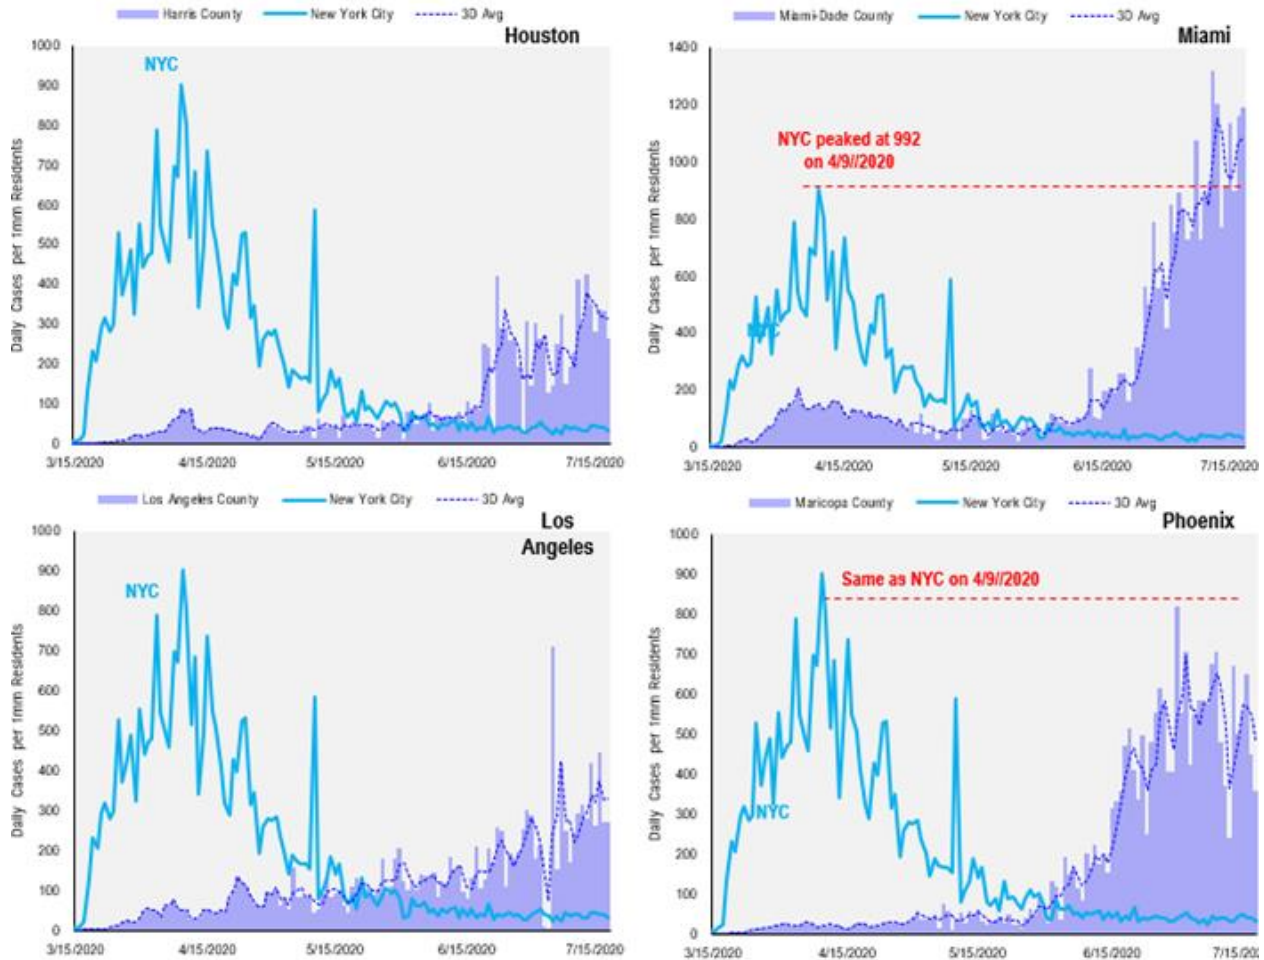 Harris County New York City 3D Avg
Houston
NYC
Daily Cases per 1mm Residents
1000
900
800
700
600
500
400
300
200
100
0
3/15/2020 4/15/2020 5/15/2020 6/15/2020 7/15/2020
Miami-Dade County New York City 3D Avg
Miami
NYC peaked at 992
on 4/9//2020
NYC
Daily Cases per 1mm Residents
1400
1200
1000
800
600
400
200
0
3/15/2020 4/15/2020 5/15/2020 6/15/2020 7/15/2020
Los Angeles County New York City 3D Avg
Los
Angeles
NYC
Daily Cases per 1mm Residents
1000
900
800
700
600
500
400
300
200
100
0
3/15/2020 4/15/2020 5/15/2020 6/15/2020 7/15/2020
Maricopa County New York City 3D Avg
Phoenix
Same as NYC on 4/9//2020
NYC
Daily Cases per 1mm Residents
1000
900
800
700
600
500
400
300
200
100
0
3/15/2020 4/15/2020 5/15/2020 6/15/2020 7/15/202